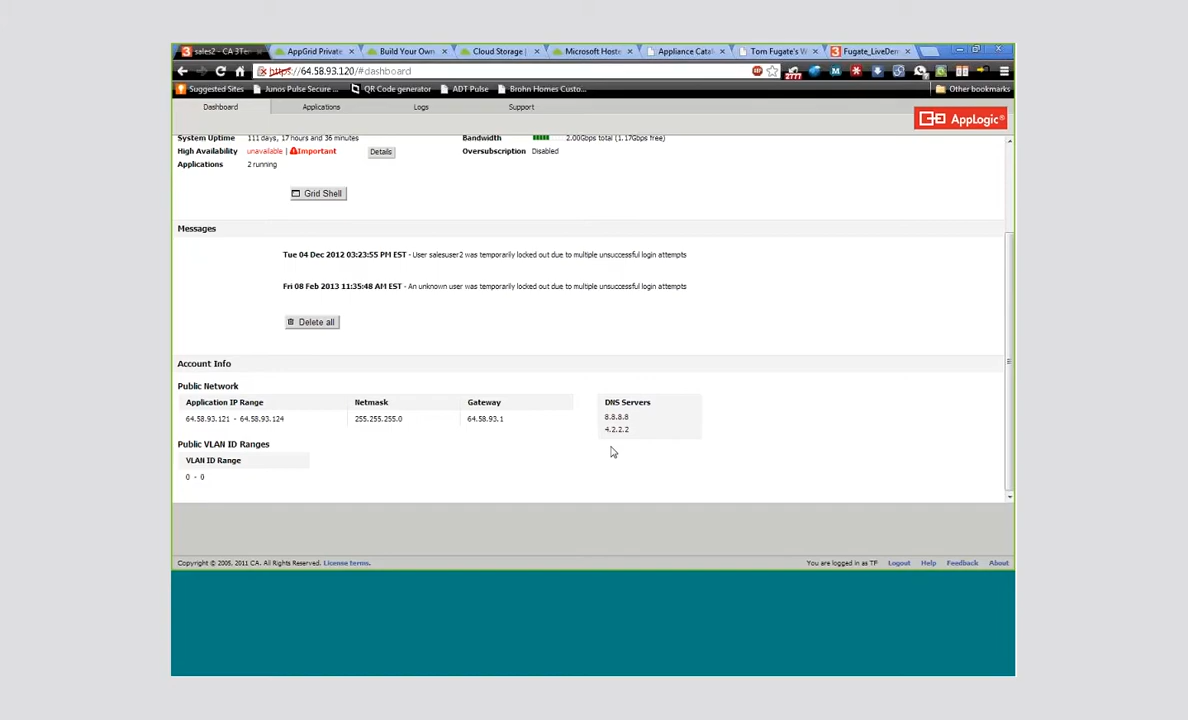 sales2 - CA 3Te
AppGrid Private
Build Your Own
Cloud Storage |
Microsoft Hoste
Appliance Catal
Tom Fugate's W
Fugate_LiveDem
https://64.58.93.120/#dashboard
Suggested Sites
Junos Pulse Secure ...
QR Code generator
ADT Pulse
Brohn Homes Custo...
Other bookmarks
Dashboard
Applications
Logs
Support
AppLogic®
System Uptime 111 days, 17 hours and 36 minutes
Bandwidth 2.00Gbps total (1.17Gbps free)
High Availability unavailable | Important Details
Oversubscription Disabled
Applications 2 running
Grid Shell
Messages
Tue 04 Dec 2012 03:23:55 PM EST - User salesuser2 was temporarily locked out due to multiple unsuccessful login attempts
Fri 08 Feb 2013 11:35:48 AM EST - An unknown user was temporarily locked out due to multiple unsuccessful login attempts
Delete all
Account Info
Public Network
Application IP Range Netmask Gateway
64.58.93.121 - 64.58.93.124 255.255.255.0 64.58.93.1
DNS Servers
8.8.8.8
4.2.2.2
Public VLAN ID Ranges
VLAN ID Range
0 - 0
Copyright © 2005, 2011 CA. All Rights Reserved. License terms.
You are logged in as TP Logout Help Feedback About